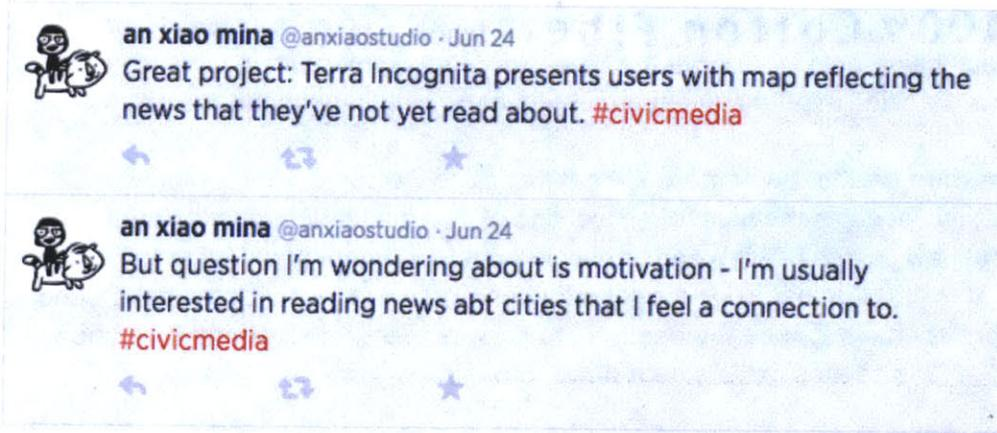 an xiao mina @anxiaostudio · Jun 24
Great project: Terra Incognita presents users with map reflecting the
news that they've not yet read about. #civicmedia
an xiao mina @anxiaostudio · Jun 24
But question I'm wondering about is motivation - I'm usually
interested in reading news abt cities that I feel a connection to.
#civicmedia